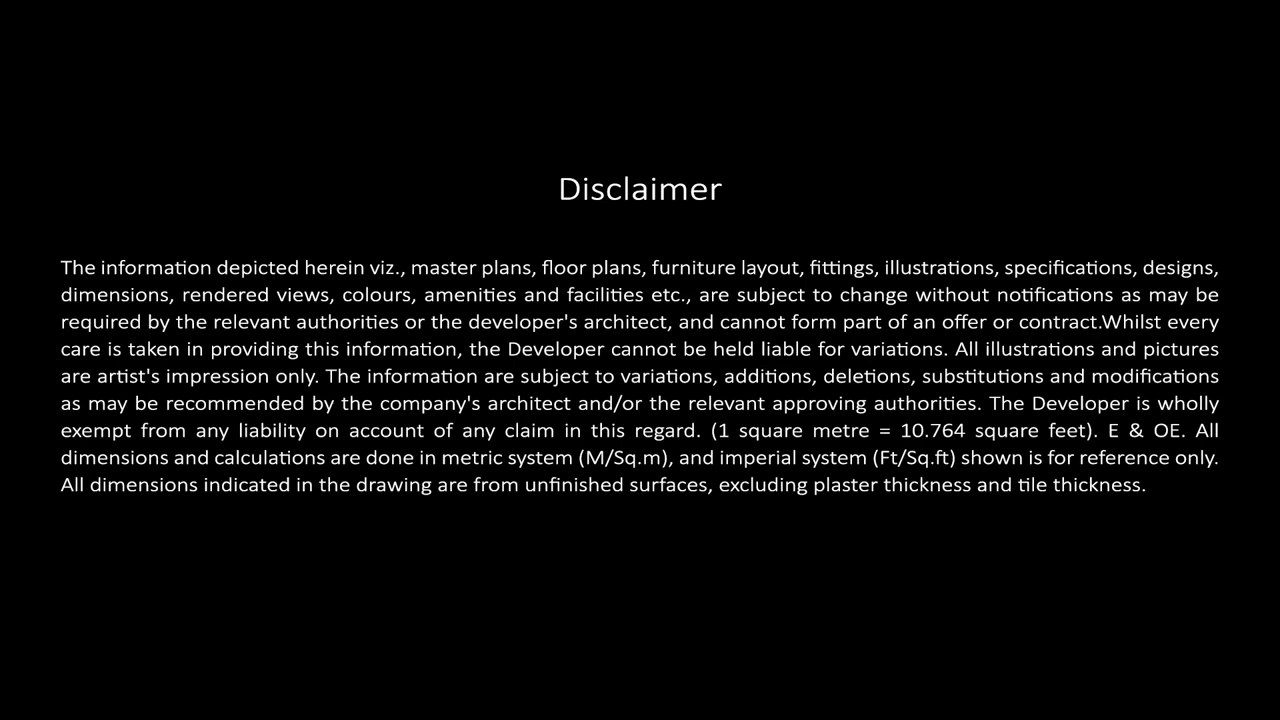 Disclaimer
The information depicted herein viz., master plans, floor plans, furniture layout, fittings, illustrations, specifications, designs,
dimensions, rendered views, colours, amenities and facilities etc., are subject to change without notifications as may be
required by the relevant authorities or the developer's architect, and cannot form part of an offer or contract.Whilst every
care is taken in providing this information, the Developer cannot be held liable for variations. All illustrations and pictures
are artist's impression only. The information are subject to variations, additions, deletions, substitutions and modifications
as may be recommended by the company's architect and/or the relevant approving authorities. The Developer is wholly
exempt from any liability on account of any claim in this regard. (1 square metre = 10.764 square feet). E & OE. All
dimensions and calculations are done in metric system (M/Sq.m), and imperial system (Ft/Sq.ft) shown is for reference only.
All dimensions indicated in the drawing are from unfinished surfaces, excluding plaster thickness and tile thickness.